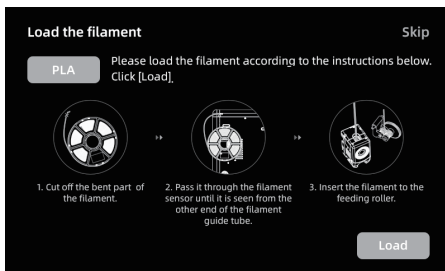 Load the filament
Skip
PLA
Please load the filament according to the instructions below.
Click [Load].
1. Cut off the bent part of
the filament.
2. Pass it through the filament
sensor until it is seen from the
other end of the filament
guide tube.
3. Insert the filament to the
feeding roller.
Load